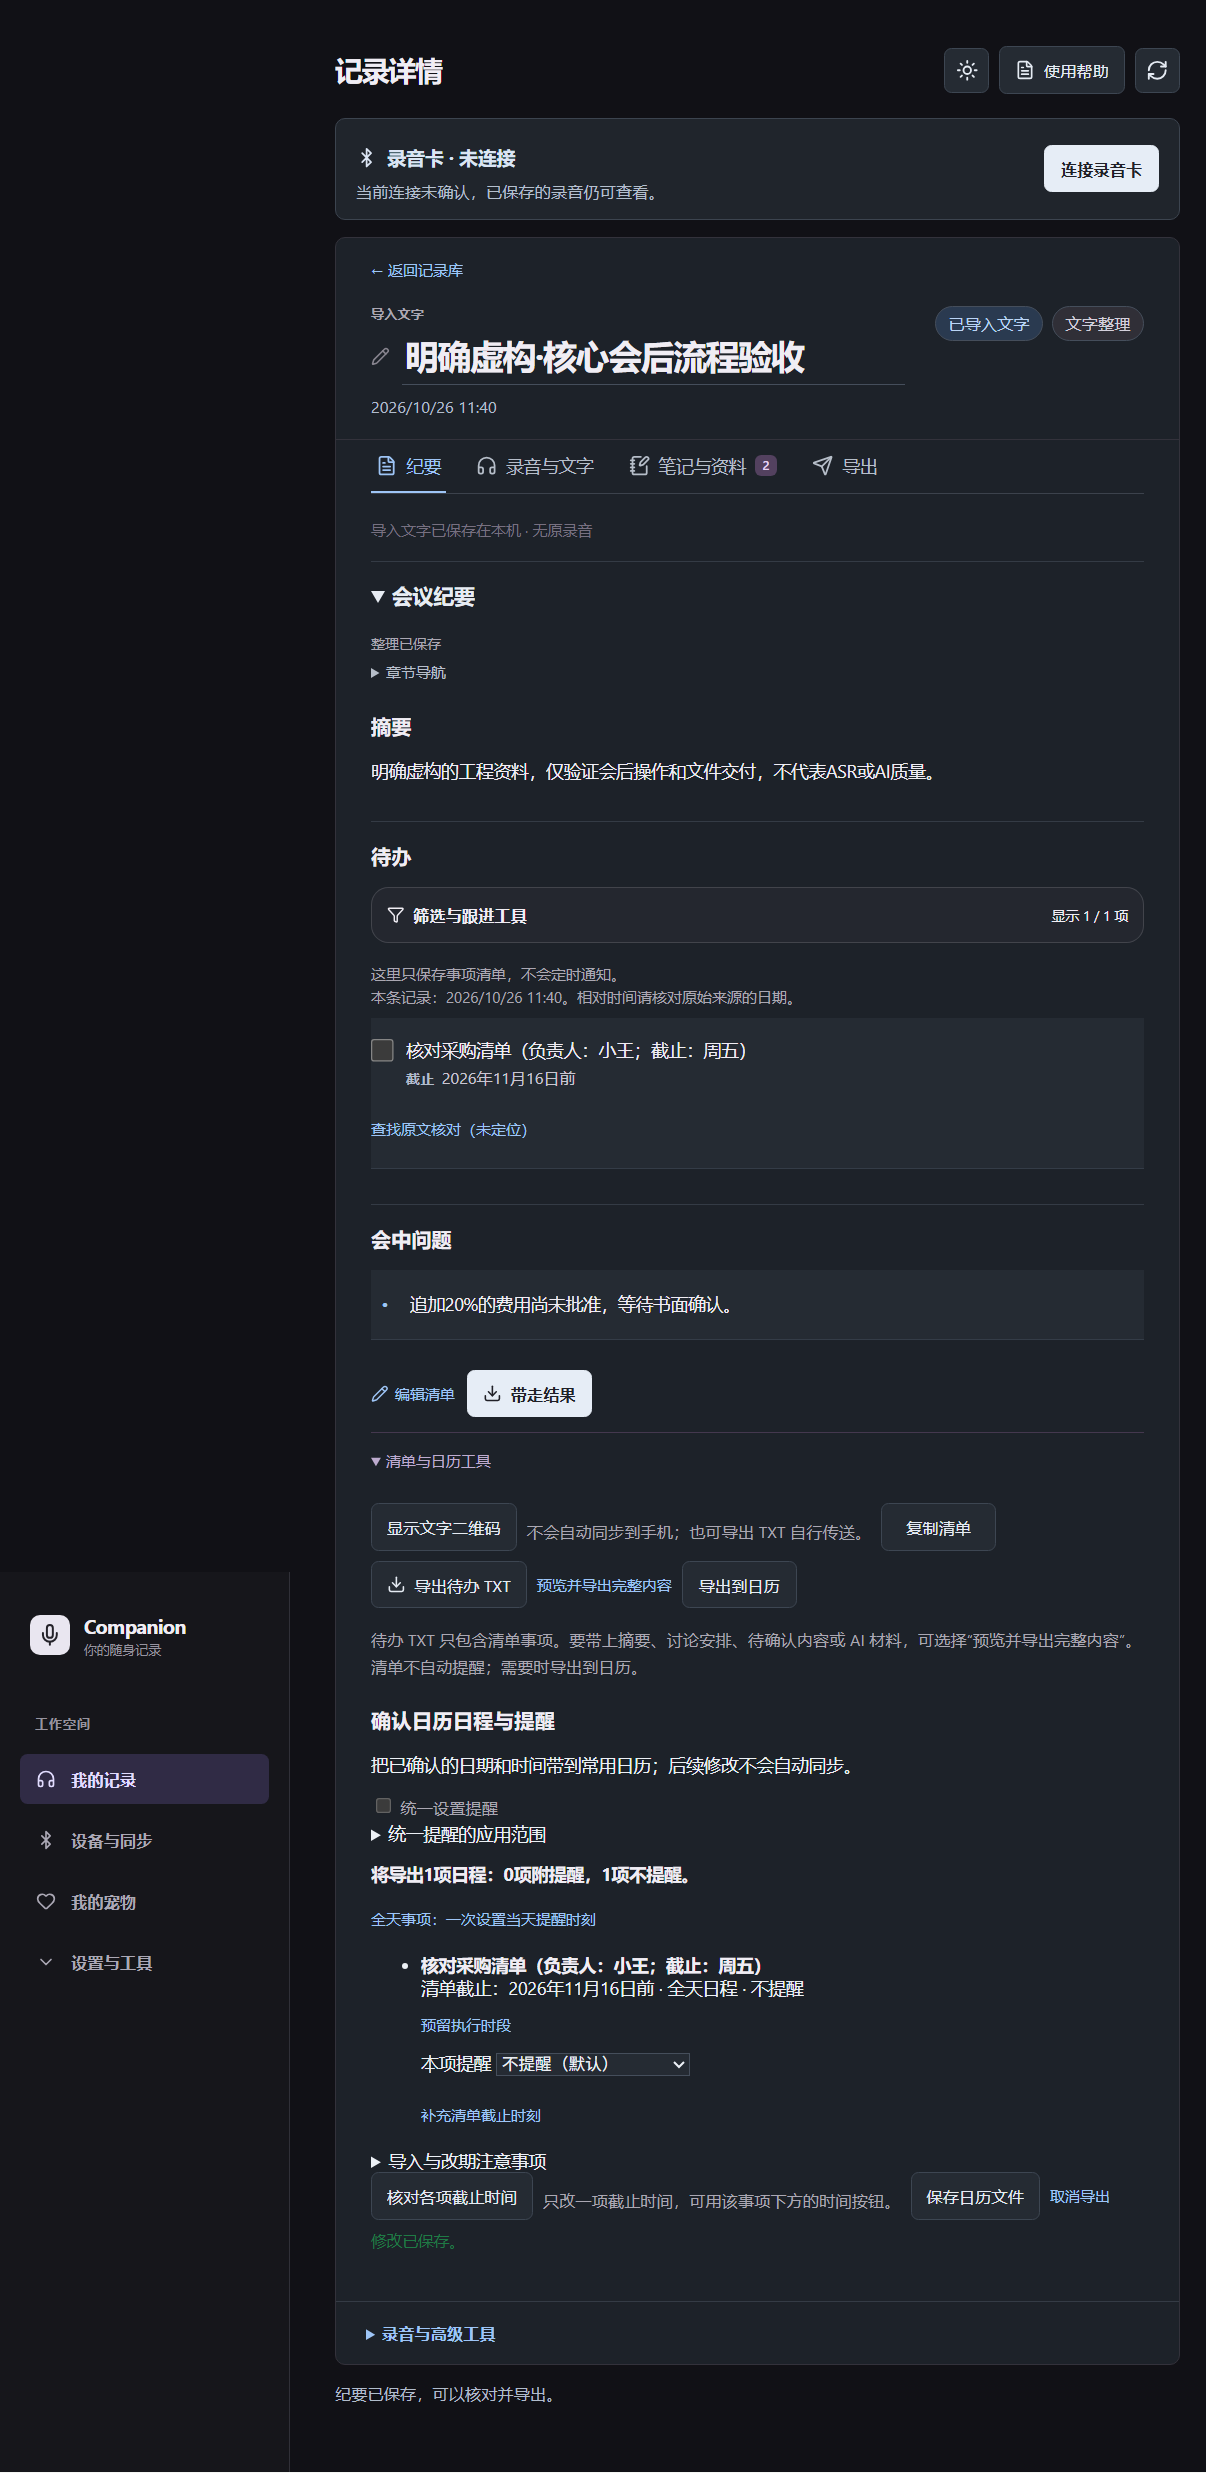 记录详情
使用帮助
录音卡 · 未连接
当前连接未确认，已保存的录音仍可查看。
连接录音卡
← 返回记录库
导入文字
已导入文字
文字整理
明确虚构·核心会后流程验收
2026/10/26 11:40
纪要
录音与文字
笔记与资料 2
导出
导入文字已保存在本机 · 无原录音
▼ 会议纪要
整理已保存
▶ 章节导航
摘要
明确虚构的工程资料，仅验证会后操作和文件交付，不代表ASR或AI质量。
待办
筛选与跟进工具
显示 1 / 1 项
这里只保存事项清单，不会定时通知。
本条记录：2026/10/26 11:40。相对时间请核对原始来源的日期。
核对采购清单（负责人：小王；截止：周五）
截止 2026年11月16日前
查找原文核对（未定位）
会中问题
• 追加20%的费用尚未批准，等待书面确认。
编辑清单
带走结果
▼ 清单与日历工具
显示文字二维码
不会自动同步到手机；也可导出 TXT 自行传送。
复制清单
导出待办 TXT
预览并导出完整内容
导出到日历
待办 TXT 只包含清单事项。要带上摘要、讨论安排、待确认内容或 AI 材料，可选择“预览并导出完整内容”。
清单不自动提醒；需要时导出到日历。
确认日历日程与提醒
把已确认的日期和时间带到常用日历；后续修改不会自动同步。
统一设置提醒
▶ 统一提醒的应用范围
将导出1项日程：0项附提醒，1项不提醒。
全天事项：一次设置当天提醒时刻
• 核对采购清单（负责人：小王；截止：周五）
清单截止：2026年11月16日前 · 全天日程 · 不提醒
预留执行时段
本项提醒 不提醒（默认）
补充清单截止时刻
▶ 导入与改期注意事项
核对各项截止时间
只改一项截止时间，可用该事项下方的时间按钮。
保存日历文件
取消导出
修改已保存。
▶ 录音与高级工具
纪要已保存，可以核对并导出。
Companion
你的随身记录
工作空间
我的记录
设备与同步
我的宠物
设置与工具